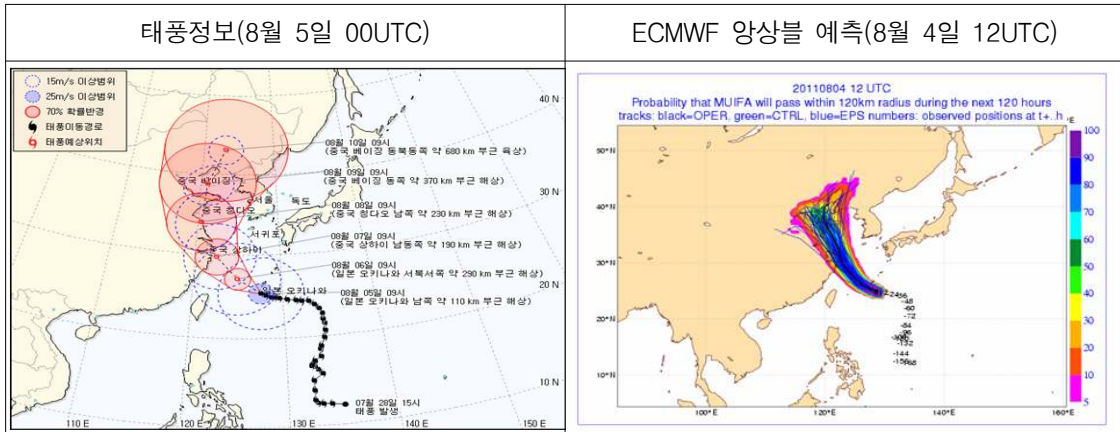 태풍정보(8월 5일 00UTC)
ECMWF 앙상블 예측(8월 4일 12UTC)
15m/s 이상범위
25m/s 이상범위
70% 확률반경
태풍이동경로
태풍예상위치
40 N
30 N
20 N
10 N
08월 10일 09시
(중국 베이징 동북동쪽 약 680 km 부근 육상)
08월 09일 09시
(중국 베이징 동쪽 약 370 km 부근 해상)
08월 08일 09시
(중국 칭다오 남쪽 약 230 km 부근 해상)
08월 07일 09시
(중국 상하이 남동쪽 약 190 km 부근 해상)
08월 06일 09시
(일본 오키나와 서북서쪽 약 290 km 부근 해상)
08월 05일 09시
(일본 오키나와 남쪽 약 110 km 부근 해상)
중국 베이징
서울
독도
중국 칭다오
서귀포
중국 상하이
일본 오키나와
07월 28일 15시
태풍 발생
110 E
120 E
130 E
140 E
150 E
20110804 12 UTC
Probability that MUIFA will pass within 120km radius during the next 120 hours
tracks: black=OPER, green=CTRL, blue=EPS numbers: observed positions at t+..h
50°N
40°N
30°N
20°N
10°N
100°E
120°E
140°E
160°E
-48
-60
-72
-84
-96
-132
-144
100
90
80
70
60
50
40
30
20
10
5